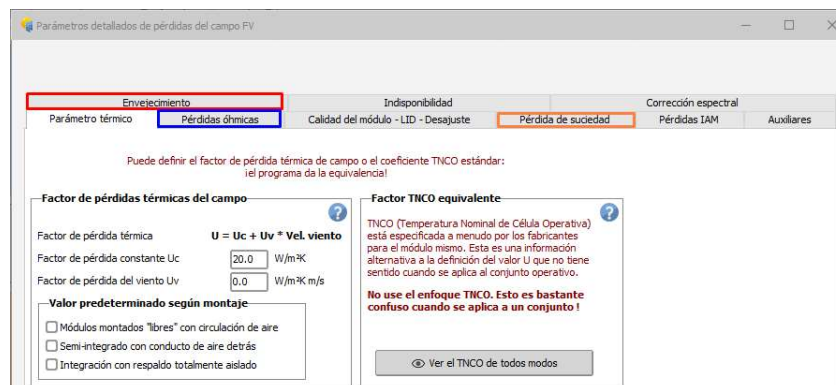 Parámetros detallados de pérdidas del campo FV
Envejecimiento Indisponibilidad Corrección espectral
Parámetro térmico Pérdidas óhmicas Calidad del módulo - LID - Desajuste Pérdida de suciedad Pérdidas IAM Auxiliares
Puede definir el factor de pérdida térmica de campo o el coeficiente TNCO estándar:
¡el programa da la equivalencia!
Factor de pérdidas térmicas del campo
Factor de pérdida térmica U = Uc + Uv * Vel. viento
Factor de pérdida constante Uc 20.0 W/m²K
Factor de pérdida del viento Uv 0.0 W/m²K m/s
Valor predeterminado según montaje
Módulos montados "libres" con circulación de aire
Semi-integrado con conducto de aire detrás
Integración con respaldo totalmente aislado
Factor TNCO equivalente
TNCO (Temperatura Nominal de Célula Operativa)
está especificada a menudo por los fabricantes
para el módulo mismo. Esta es una información
alternativa a la definición del valor U que no tiene
sentido cuando se aplica al conjunto operativo.
No use el enfoque TNCO. Esto es bastante
confuso cuando se aplica a un conjunto !
Ver el TNCO de todos modos